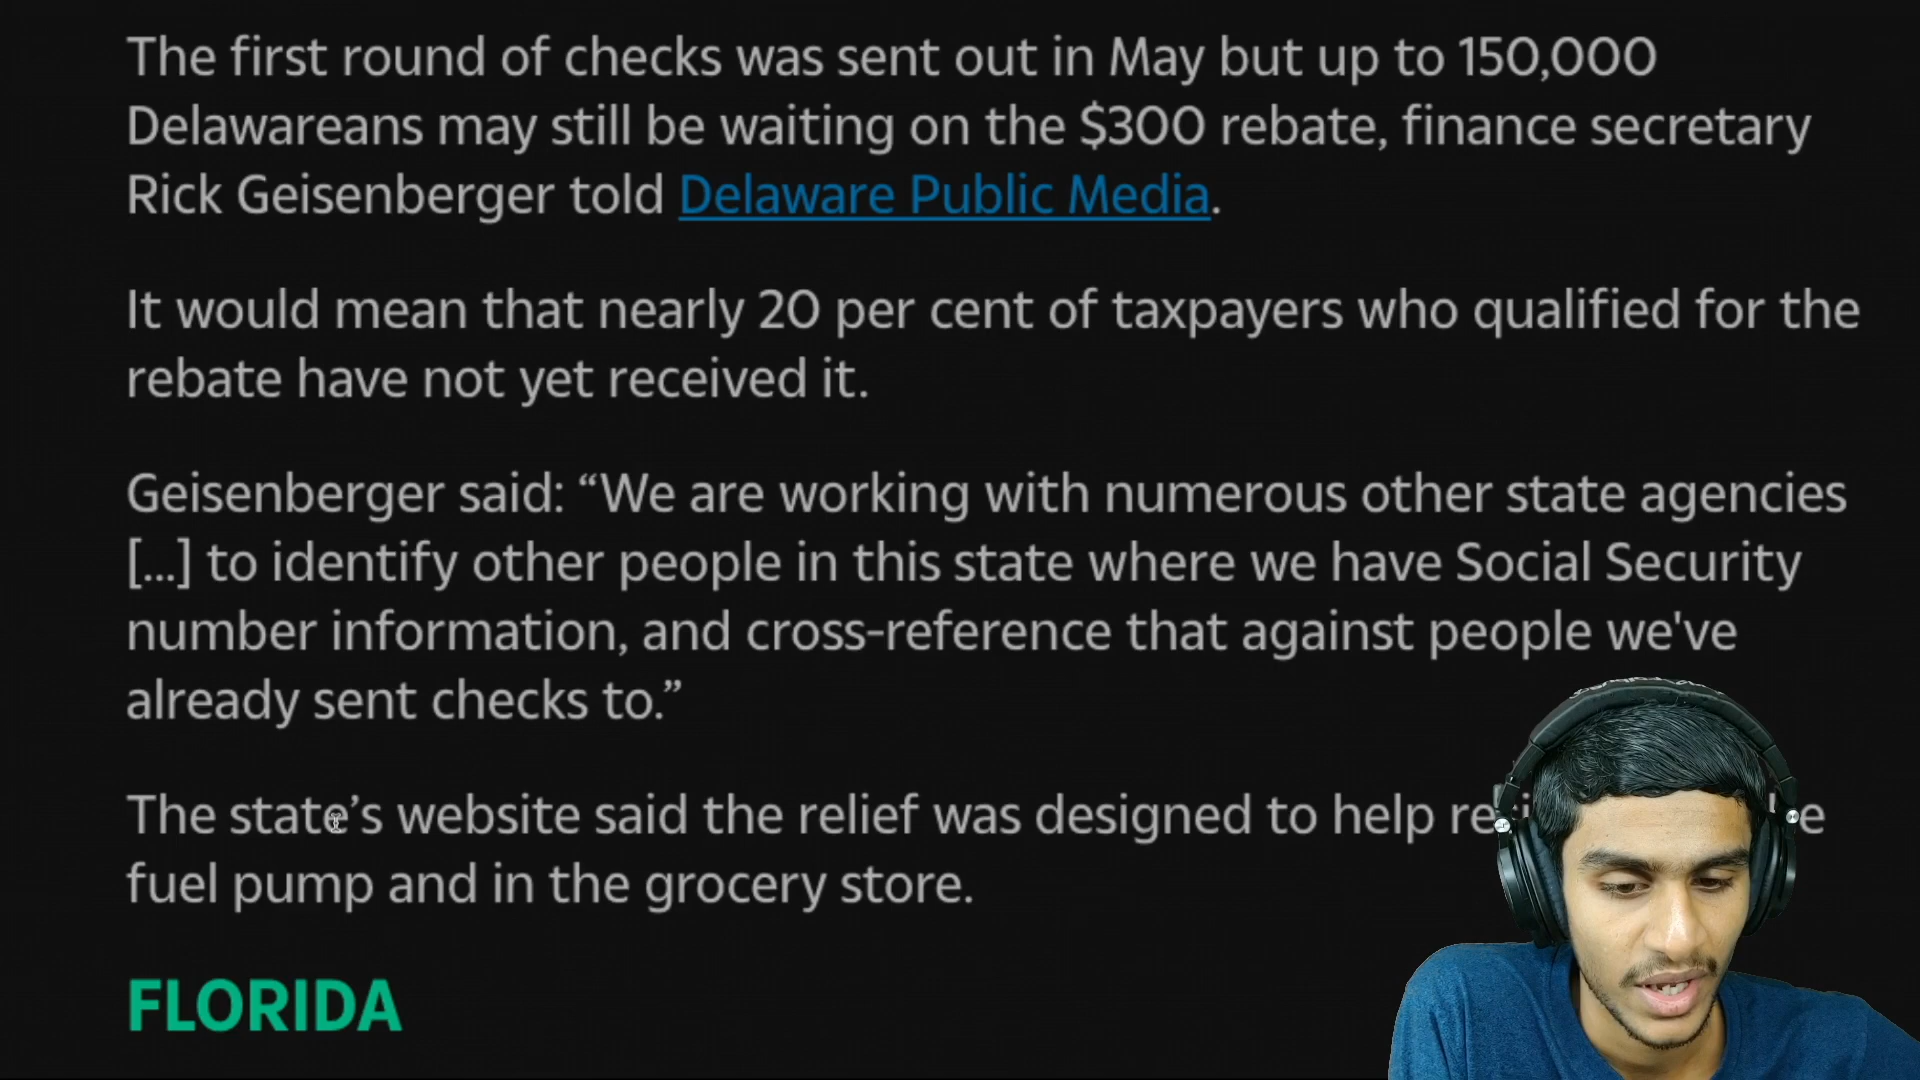 The first round of checks was sent out in May but up to 150,000
Delawareans may still be waiting on the $300 rebate, finance secretary
Rick Geisenberger told Delaware Public Media.
It would mean that nearly 20 per cent of taxpayers who qualified for the
rebate have not yet received it.
Geisenberger said: “We are working with numerous other state agencies
[...] to identify other people in this state where we have Social Security
number information, and cross-reference that against people we've
already sent checks to.”
The state’s website said the relief was designed to help
fuel pump and in the grocery store.
FLORIDA